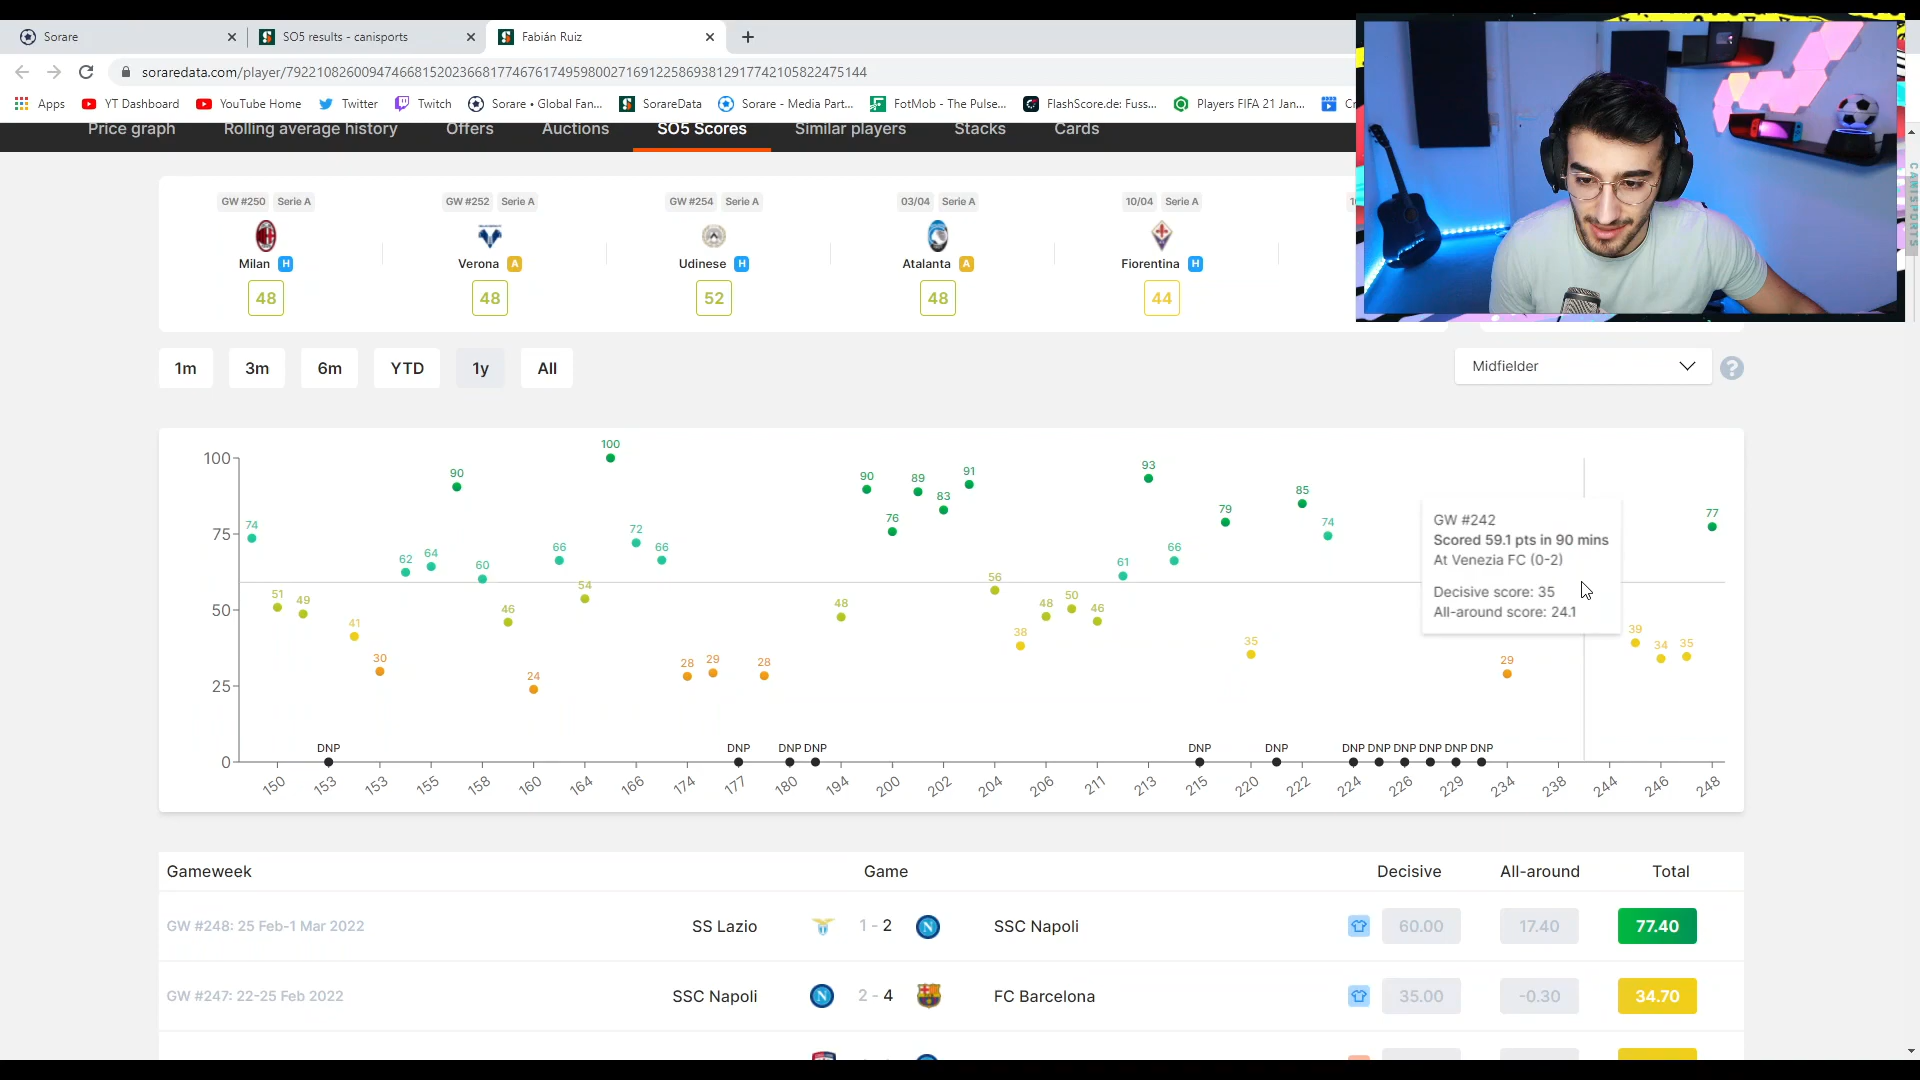 Sorare
SO5 results - canisports
Fabián Ruiz
soraredata.com/player/79221082600947466815202366817746761749598002716912258693812917742105822475144
Apps
YT Dashboard
YouTube Home
Twitter
Twitch
Sorare • Global Fan...
SorareData
Sorare - Media Part...
FotMob - The Pulse...
FlashScore.de: Fuss...
Players FIFA 21 Jan...
Price graph
Rolling average history
Offers
Auctions
SO5 Scores
Similar players
Stacks
Cards
CANISPORTS
GW #250 Serie A
GW #252 Serie A
GW #254 Serie A
03/04 Serie A
10/04 Serie A
Milan H
Verona A
Udinese H
Atalanta A
Fiorentina H
48
48
52
48
44
1m
3m
6m
YTD
1y
All
Midfielder
?
100
75
50
25
0
74
51
49
DNP
41
30
62
64
90
60
46
24
66
54
100
72
66
28
29
DNP
28
DNP
DNP
48
90
76
89
83
91
56
38
48
50
46
61
93
66
DNP
79
35
DNP
85
74
DNP
DNP
DNP
DNP
DNP
DNP
29
39
34
35
77
GW #242
Scored 59.1 pts in 90 mins
At Venezia FC (0-2)
Decisive score: 35
All-around score: 24.1
150
153
153
155
158
160
164
166
174
177
180
194
200
202
204
206
211
213
215
220
222
224
226
229
234
238
244
246
248
Gameweek
Game
Decisive
All-around
Total
GW #248: 25 Feb-1 Mar 2022
SS Lazio
1 - 2
SSC Napoli
60.00
17.40
77.40
GW #247: 22-25 Feb 2022
SSC Napoli
2 - 4
FC Barcelona
35.00
-0.30
34.70